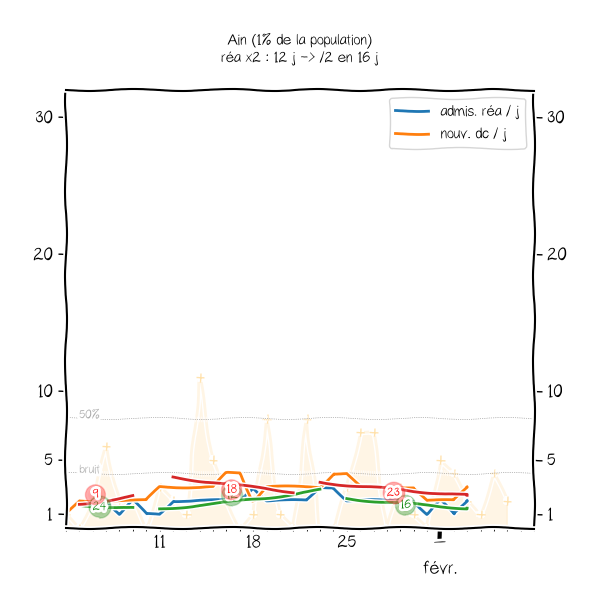 Ain (1% de la population)
réa x2 : 12 j -> /2 en 16 j
admis. réa / j
nouv. dc / j
30 30
20 20
10 10
50%
5 5
bruit
9 18 23
24 16
1 1
11 18 25 1
févr.